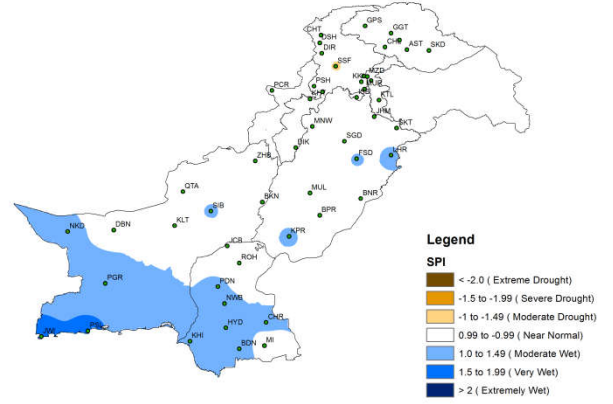 GPS
CHT
GGT
DSH
CHL
AST
SKD
DIR
SSF
MZD
PCR
PSH
KTL
JHM
MNW
SKT
SGD
DIK
LHR
FSD
ZHB
QTA
MUL
BNR
BKN
SIB
BPR
NKD
DBN
KLT
KPR
JCB
ROH
PGR
PDN
NWB
CHR
HYD
JWN
KHI
BDN
MI
Legend
SPI
< -2.0 ( Extreme Drought)
-1.5 to -1.99 ( Severe Drought)
-1 to -1.49 ( Moderate Drought)
0.99 to -0.99 ( Near Normal)
1.0 to 1.49 ( Moderate Wet)
1.5 to 1.99 ( Very Wet)
> 2 ( Extremely Wet)